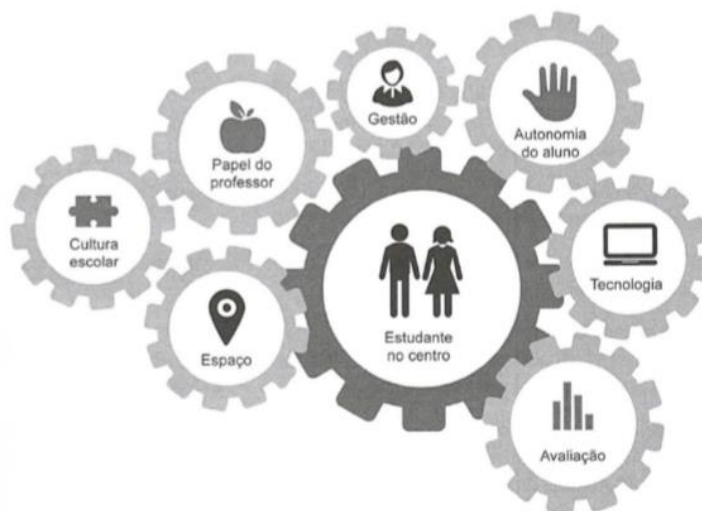 Gestão
Autonomia
do aluno
Papel do
professor
Cultura
escolar
Tecnologia
Espaço
Estudante
no centro
Avaliação